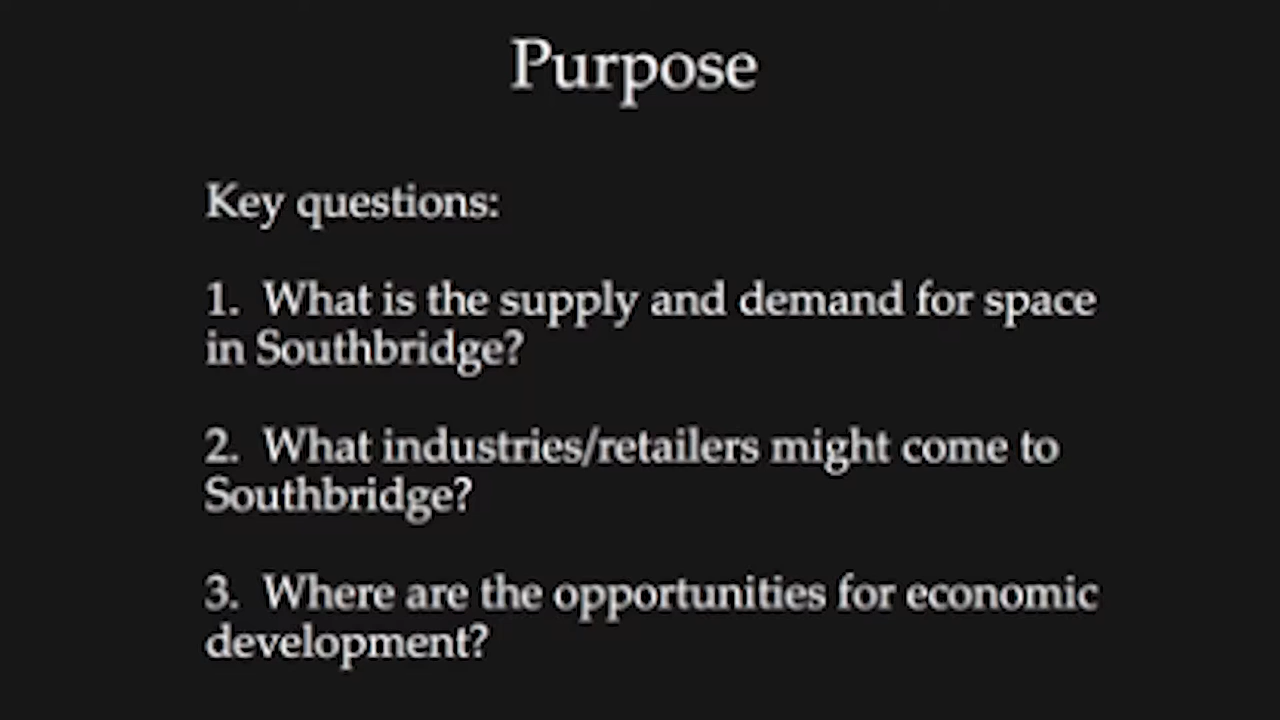 Purpose
Key questions:
1. What is the supply and demand for space
in Southbridge?
2. What industries/retailers might come to
Southbridge?
3. Where are the opportunities for economic
development?